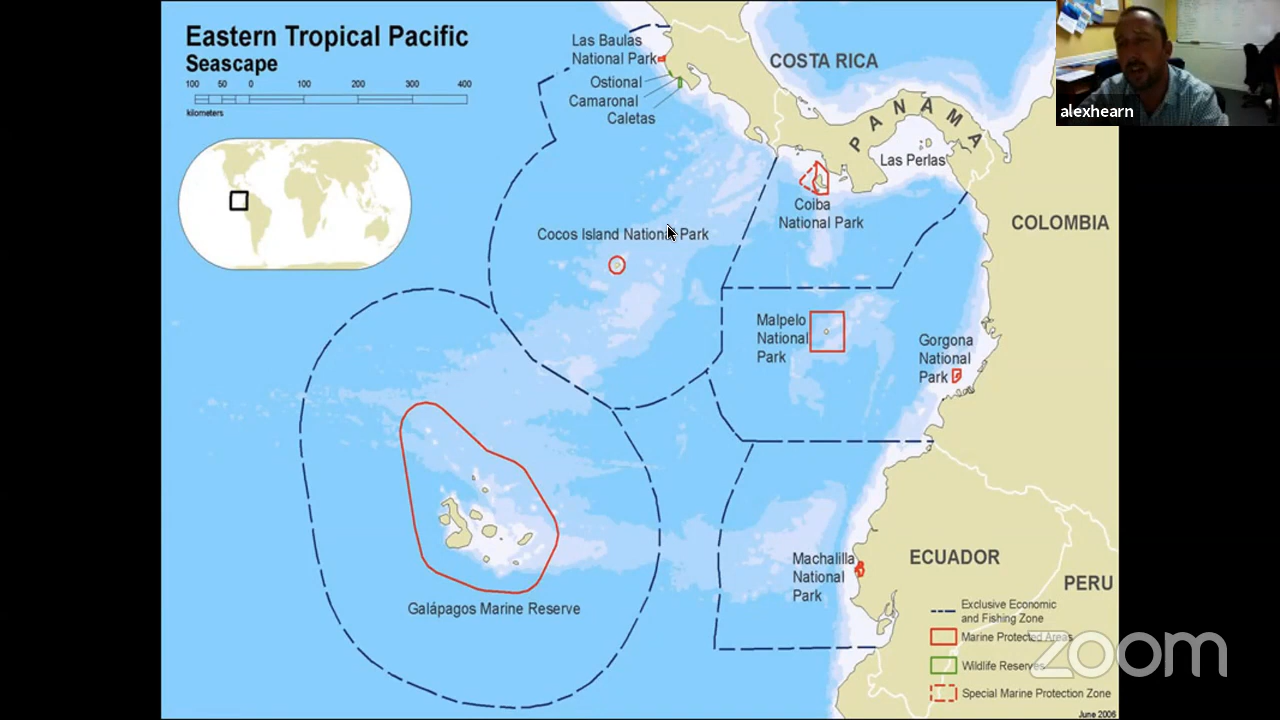 Eastern Tropical Pacific
Seascape
100 50 0 100 200 300 400
kilometers
Las Baulas
National Park
Ostional
Camaronal
Caletas
COSTA RICA
PANAMA
Las Perlas
Coiba
National Park
COLOMBIA
Cocos Island National Park
Malpelo
National
Park
Gorgona
National
Park
Galápagos Marine Reserve
Machalilla
National
Park
ECUADOR
PERU
Exclusive Economic
and Fishing Zone
Marine Protected Areas
Wildlife Reserves
Special Marine Protection Zone
June 2006
alexhearn
zoom